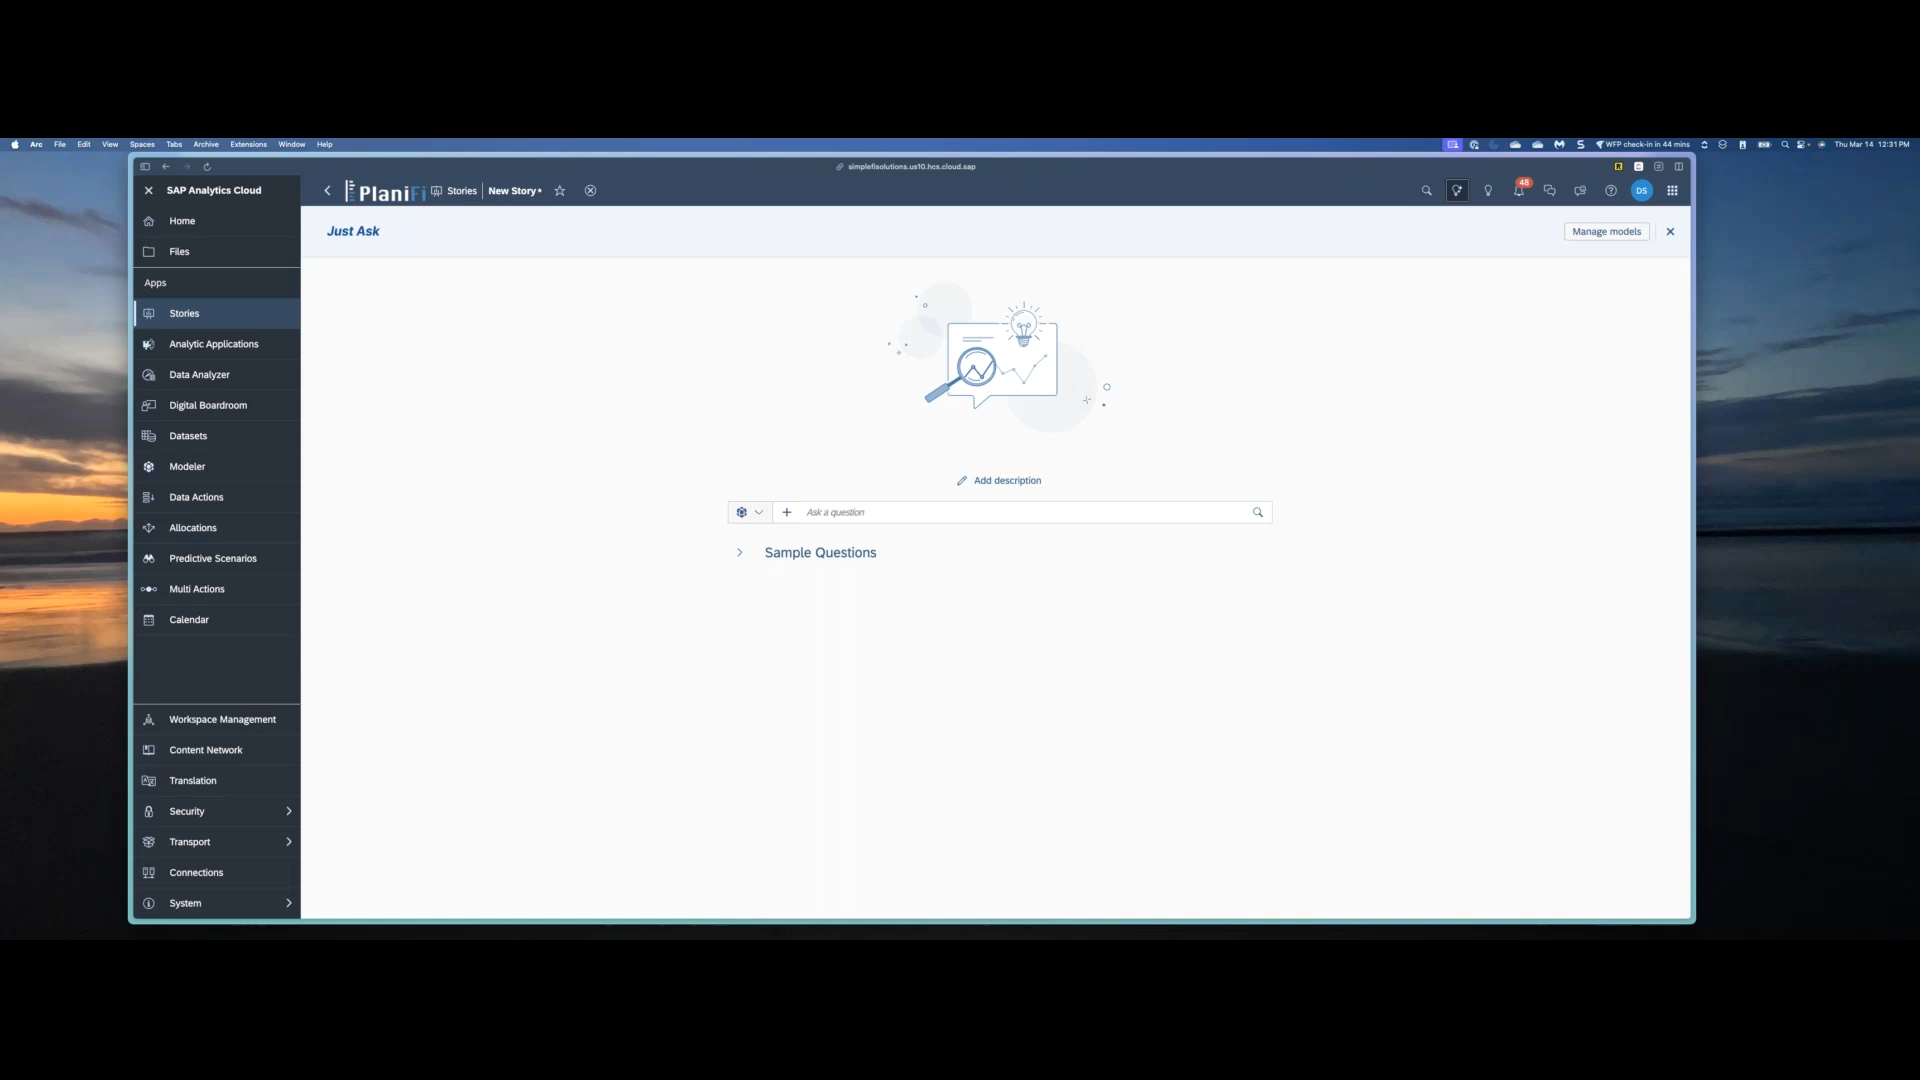 Arc File Edit View Spaces Tabs Archive Extensions Window Help
WFP check-in in 44 mins
Thu Mar 14 12:31 PM
simplefisolutions.us10.hcs.cloud.sap
SAP Analytics Cloud
PlaniFi
Stories
New Story*
48
DS
Home
Files
Apps
Stories
Analytic Applications
Data Analyzer
Digital Boardroom
Datasets
Modeler
Data Actions
Allocations
Predictive Scenarios
Multi Actions
Calendar
Workspace Management
Content Network
Translation
Security
Transport
Connections
System
Just Ask
Manage models
Add description
Ask a question
Sample Questions